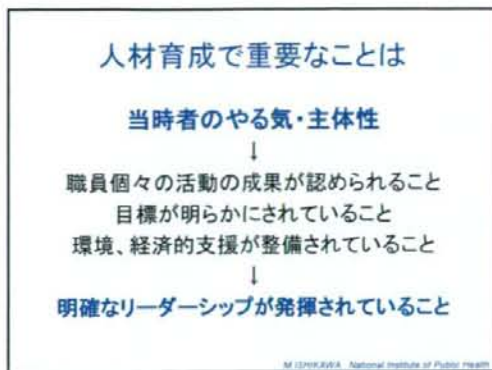 人材育成で重要なことは
当時者のやる気・主体性
↓
職員個々の活動の成果が認められること
目標が明らかにされていること
環境、経済的支援が整備されていること
↓
明確なリーダーシップが発揮されていること
M ISHIKAWA National Institute of Public Health